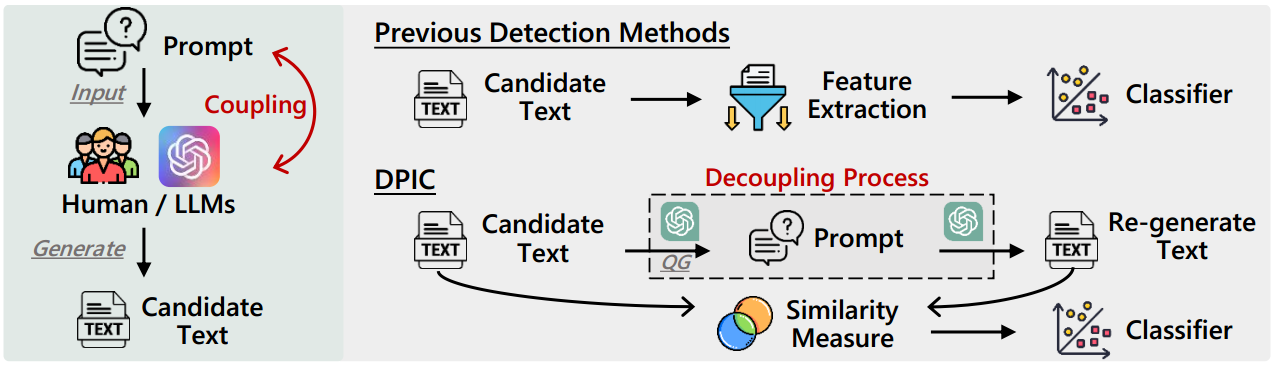 Prompt
Input
Coupling
Human / LLMs
Generate
TEXT
Candidate
Text
Previous Detection Methods
TEXT
Candidate
Text
Feature
Extraction
Classifier
DPIC
Decoupling Process
TEXT
Candidate
Text
QG
Prompt
TEXT
Re-generate
Text
Similarity
Measure
Classifier